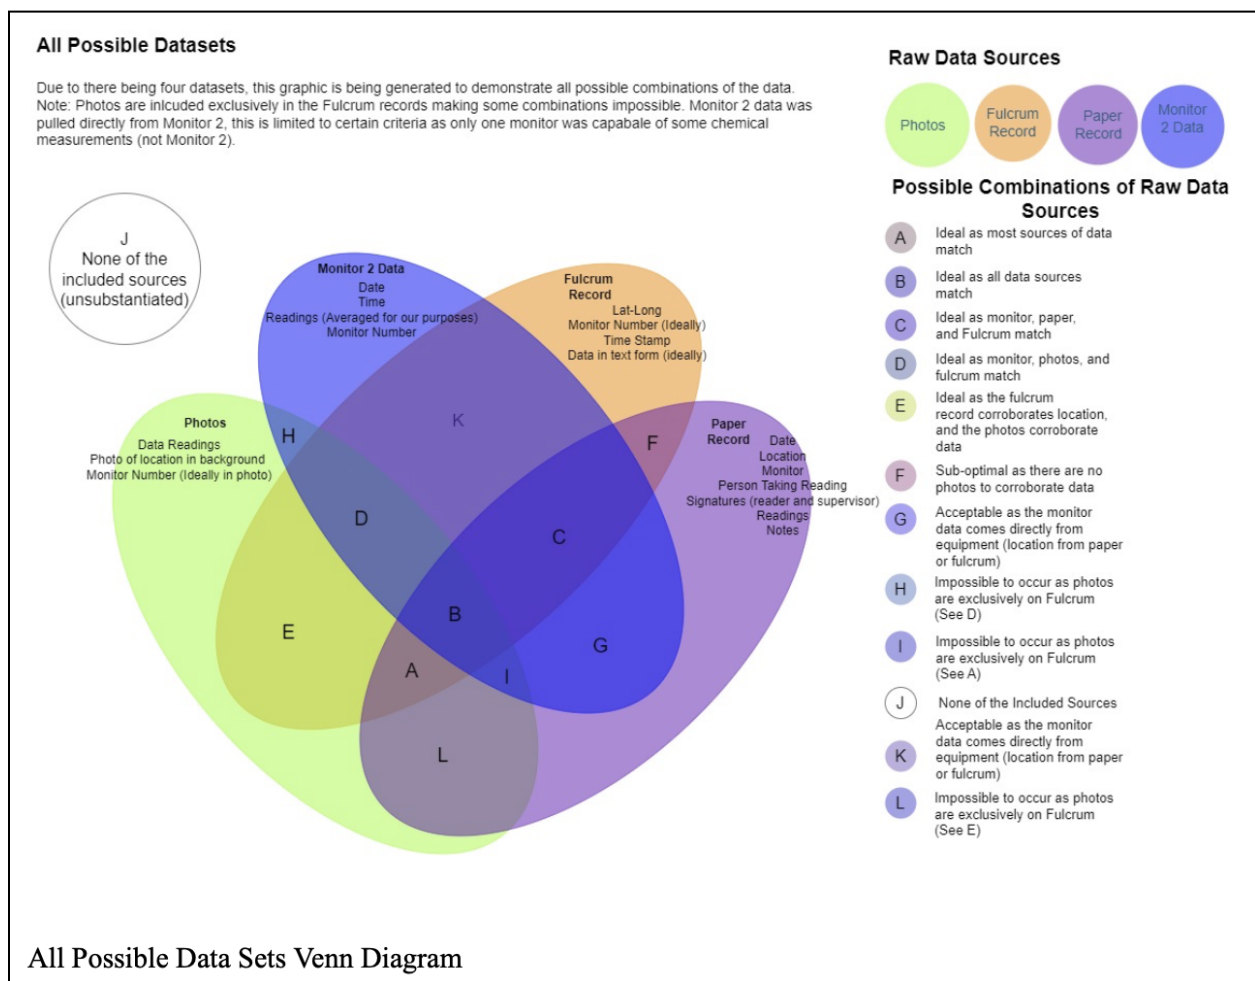 All Possible Datasets
Due to there being four datasets, this graphic is being generated to demonstrate all possible combinations of the data.
Note: Photos are inlcuded exclusively in the Fulcrum records making some combinations impossible. Monitor 2 data was
pulled directly from Monitor 2, this is limited to certain criteria as only one monitor was capabale of some chemical
measurements (not Monitor 2).
J
None of the
included sources
(unsubstantiated)
Monitor 2 Data
Date
Time
Readings (Averaged for our purposes)
Monitor Number
Fulcrum
Record
Lat-Long
Monitor Number (Ideally)
Time Stamp
Data in text form (ideally)
Photos
Data Readings
Photo of location in background
Monitor Number (Ideally in photo)
Paper
Record
Date
Location
Monitor
Person Taking Reading
Signatures (reader and supervisor)
Readings
Notes
H
K
F
D
C
B
E
A
I
G
L
Raw Data Sources
Photos
Fulcrum
Record
Paper
Record
Monitor
2 Data
Possible Combinations of Raw Data
Sources
A
Ideal as most sources of data
match
B
Ideal as all data sources
match
C
Ideal as monitor, paper,
and Fulcrum match
D
Ideal as monitor, photos, and
fulcrum match
E
Ideal as the fulcrum
record corroborates location,
and the photos corroborate
data
F
Sub-optimal as there are no
photos to corroborate data
G
Acceptable as the monitor
data comes directly from
equipment (location from paper
or fulcrum)
H
Impossible to occur as photos
are exclusively on Fulcrum
(See D)
I
Impossible to occur as photos
are exclusively on Fulcrum
(See A)
J
None of the Included Sources
K
Acceptable as the monitor
data comes directly from
equipment (location from paper
or fulcrum)
L
Impossible to occur as photos
are exclusively on Fulcrum
(See E)
All Possible Data Sets Venn Diagram